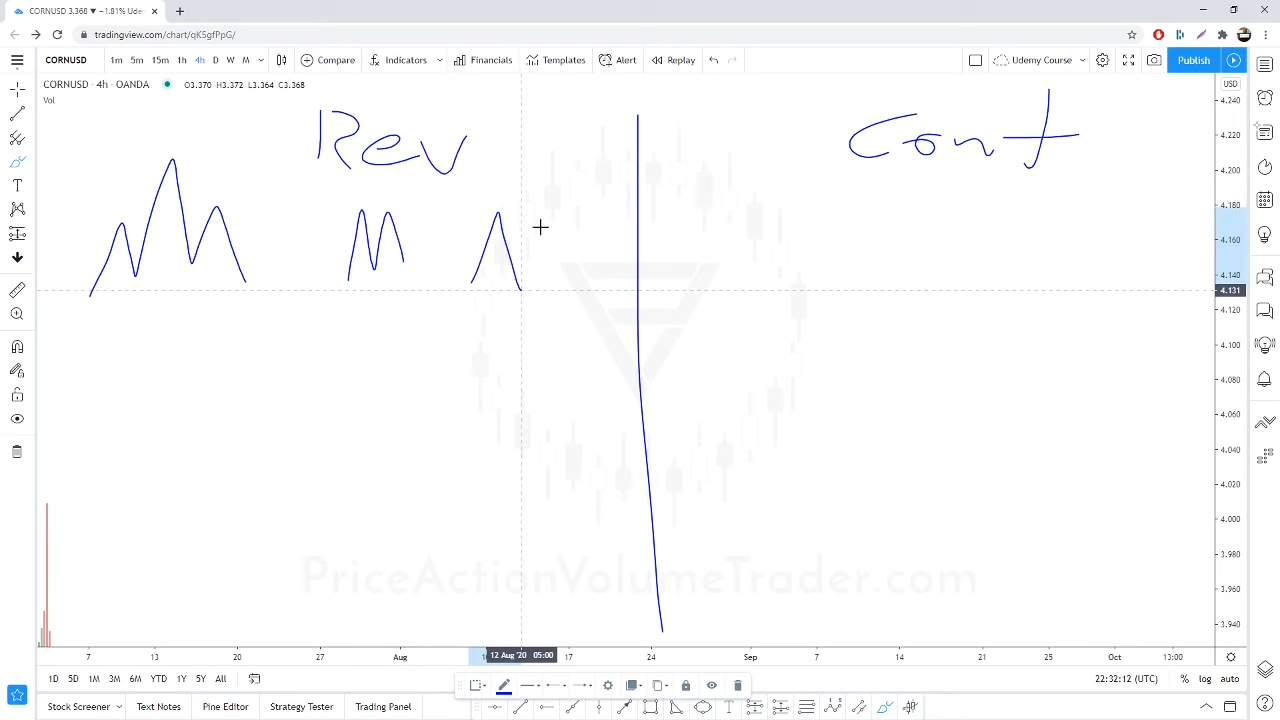 CORNUSD 3.368 ▼ −1.81% Uder
tradingview.com/chart/qK5gfPpG/
CORNUSD 1m 5m 15m 1h 4h D W M Compare Indicators Financials Templates Alert Replay Udemy Course Publish
CORNUSD · 4h · OANDA O3.370 H3.372 L3.364 C3.368
Vol
USD
Rev
Cont
4.240
4.220
4.200
4.180
4.160
4.140
4.131
4.120
4.100
4.080
4.060
4.040
4.020
4.000
3.980
3.960
3.940
PriceActionVolumeTrader.com
7 13 20 27 Aug 12 Aug '20 05:00 17 24 Sep 7 14 21 25 Oct 13:00
1D 5D 1M 3M 6M YTD 1Y 5Y All 22:32:12 (UTC) % log auto
Stock Screener Text Notes Pine Editor Strategy Tester Trading Panel